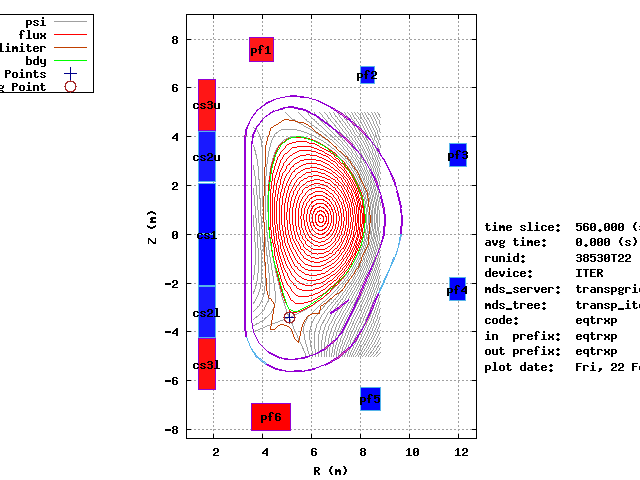 psi
flux
limiter
bdy
Points
g Point
8
6
4
2
0
-2
-4
-6
-8
2
4
6
8
10
12
R (m)
Z (m)
pf1
pf2
pf3
pf4
pf5
pf6
cs3u
cs2u
cs1
cs2l
cs3l
time slice: 560.000 (s
avg time: 0.000 (s)
runid: 38530T22
device: ITER
mds_server: transpgrid
mds_tree: transp_ite
code: eqtrxp
in prefix: eqtrxp
out prefix: eqtrxp
plot date: Fri, 22 Fe